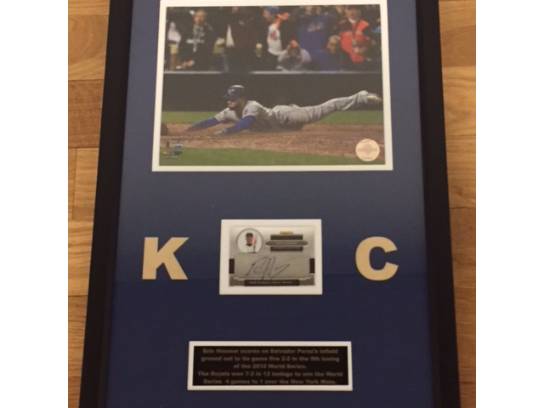 K C
Eric Hosmer scores on Salvador Perez's infield
ground out to tie game five 2-2 in the 9th inning
of the 2015 World Series.
The Royals won 7-2 in 12 innings to win the World
Series, 4 games to 1 over the New York Mets.